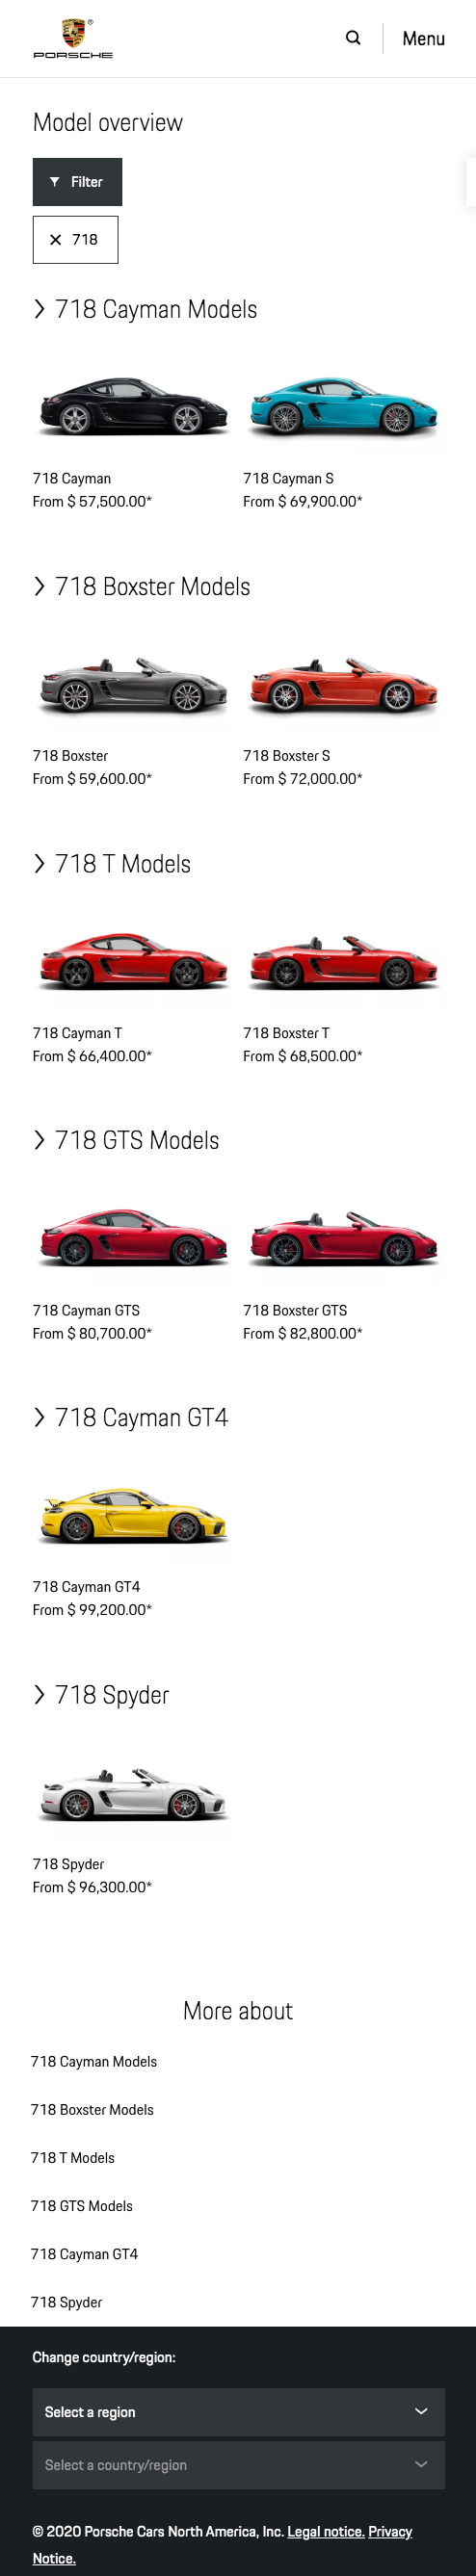 PORSCHE
®
Menu
Model overview
Filter
718
718 Cayman Models
718 Cayman
From $ 57,500.00*
718 Cayman S
From $ 69,900.00*
718 Boxster Models
718 Boxster
From $ 59,600.00*
718 Boxster S
From $ 72,000.00*
718 T Models
718 Cayman T
From $ 66,400.00*
718 Boxster T
From $ 68,500.00*
718 GTS Models
718 Cayman GTS
From $ 80,700.00*
718 Boxster GTS
From $ 82,800.00*
718 Cayman GT4
718 Cayman GT4
From $ 99,200.00*
718 Spyder
718 Spyder
From $ 96,300.00*
More about
718 Cayman Models
718 Boxster Models
718 T Models
718 GTS Models
718 Cayman GT4
718 Spyder
Change country/region:
Select a region
Select a country/region
© 2020 Porsche Cars North America, Inc. Legal notice. Privacy
Notice.